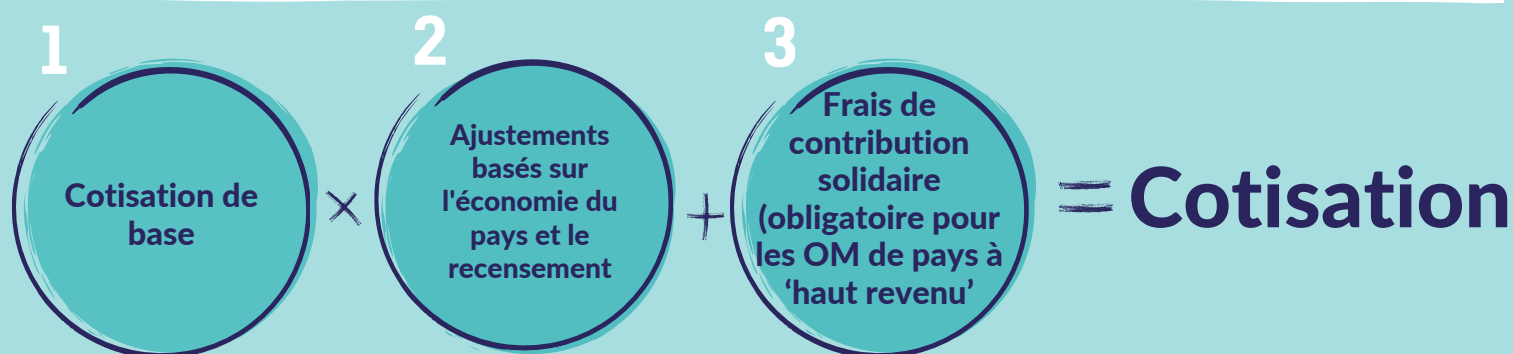 1
Cotisation de
base
×
2
Ajustements
basés sur
l'économie du
pays et le
recensement
+
3
Frais de
contribution
solidaire
(obligatoire pour
les OM de pays à
‘haut revenu’
= Cotisation